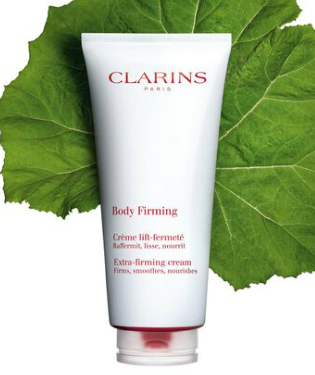 CLARINS
PARIS
Body Firming
Crème lift-fermeté
Raffermit, lisse, nourrit
Extra-firming cream
Firms, smoothes, nourishes